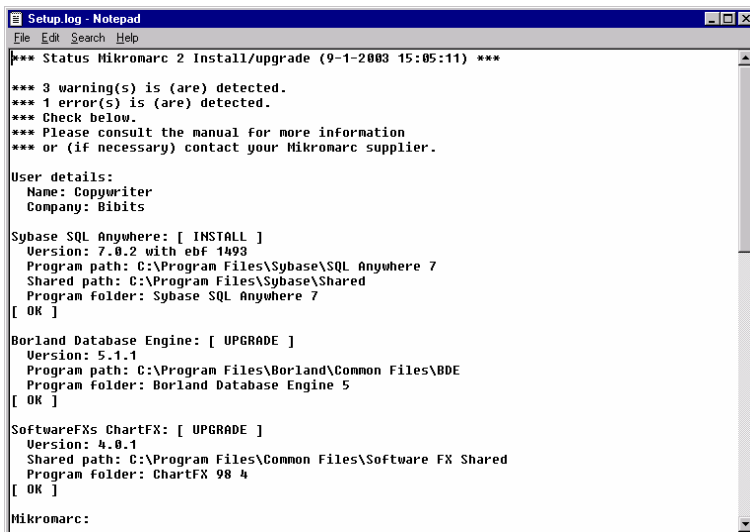 Setup.log - Notepad
File Edit Search Help
*** Status Mikromarc 2 Install/upgrade (9-1-2003 15:05:11) ***
*** 3 warning(s) is (are) detected.
*** 1 error(s) is (are) detected.
*** Check below.
*** Please consult the manual for more information
*** or (if necessary) contact your Mikromarc supplier.
User details:
Name: Copywriter
Company: Bibits
Sybase SQL Anywhere: [ INSTALL ]
Version: 7.0.2 with ebf 1493
Program path: C:\Program Files\Sybase\SQL Anywhere 7
Shared path: C:\Program Files\Sybase\Shared
Program folder: Sybase SQL Anywhere 7
[ OK ]
Borland Database Engine: [ UPGRADE ]
Version: 5.1.1
Program path: C:\Program Files\Borland\Common Files\BDE
Program folder: Borland Database Engine 5
[ OK ]
SoftwareFXs ChartFX: [ UPGRADE ]
Version: 4.0.1
Shared path: C:\Program Files\Common Files\Software FX Shared
Program folder: ChartFX 98 4
[ OK ]
Mikromarc: